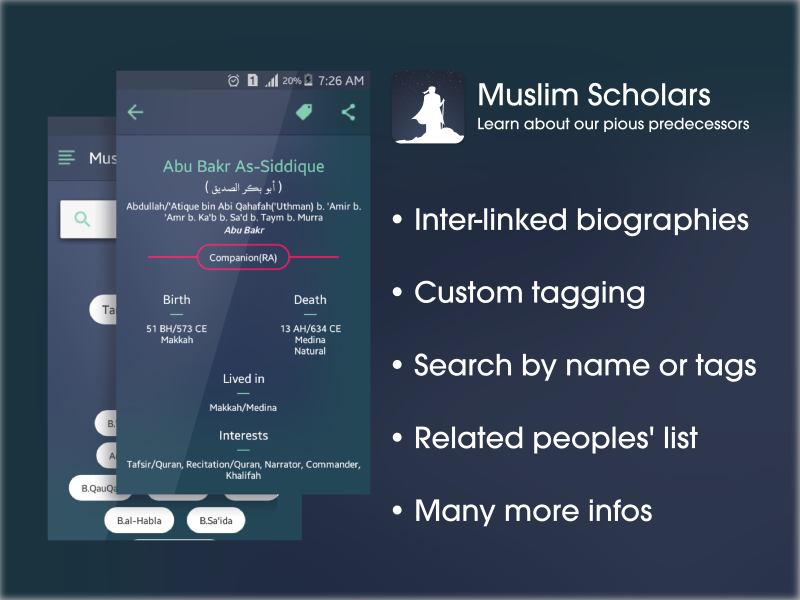 1 20% 7:26 AM
Abu Bakr As-Siddique
( أبو بكر الصديق )
Abdullah/'Atique bin Abi Qahafah('Uthman) b. 'Amir b.
'Amr b. Ka'b b. Sa'd b. Taym b. Murra
Abu Bakr
Companion(RA)
Birth
51 BH/573 CE
Makkah
Death
13 AH/634 CE
Medina
Natural
Lived in
Makkah/Medina
Interests
Tafsir/Quran, Recitation/Quran, Narrator, Commander,
Khalifah
Mus
Ta
B.
A
B.QauQa
B.al-Habla
B.Sa'ida
Muslim Scholars
Learn about our pious predecessors
• Inter-linked biographies
• Custom tagging
• Search by name or tags
• Related peoples' list
• Many more infos